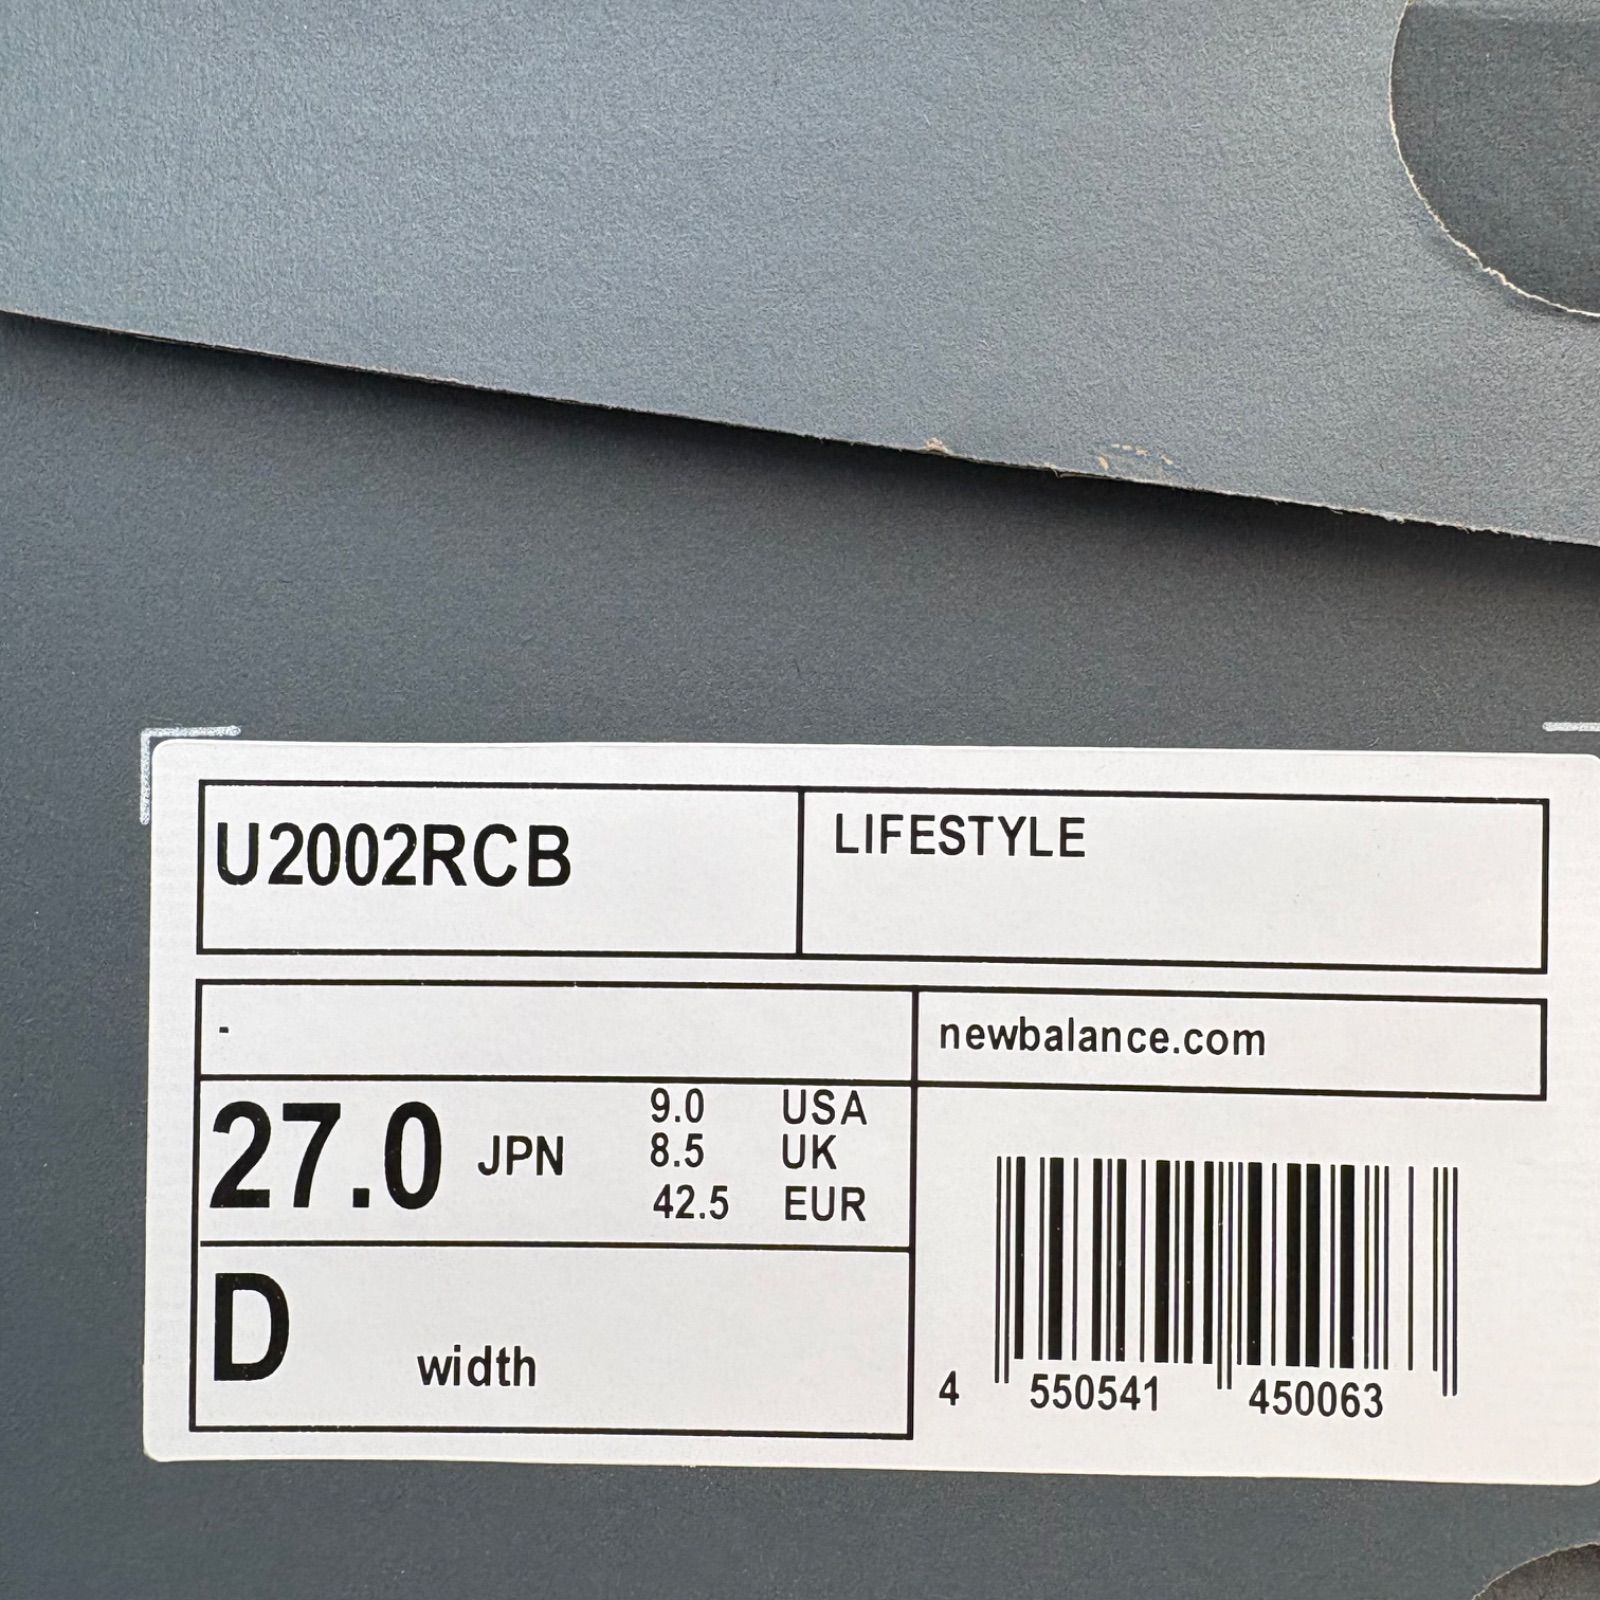 U2002RCB
LIFESTYLE
-
newbalance.com
27.0 JPN
9.0 USA
8.5 UK
42.5 EUR
D width
4 550541 450063